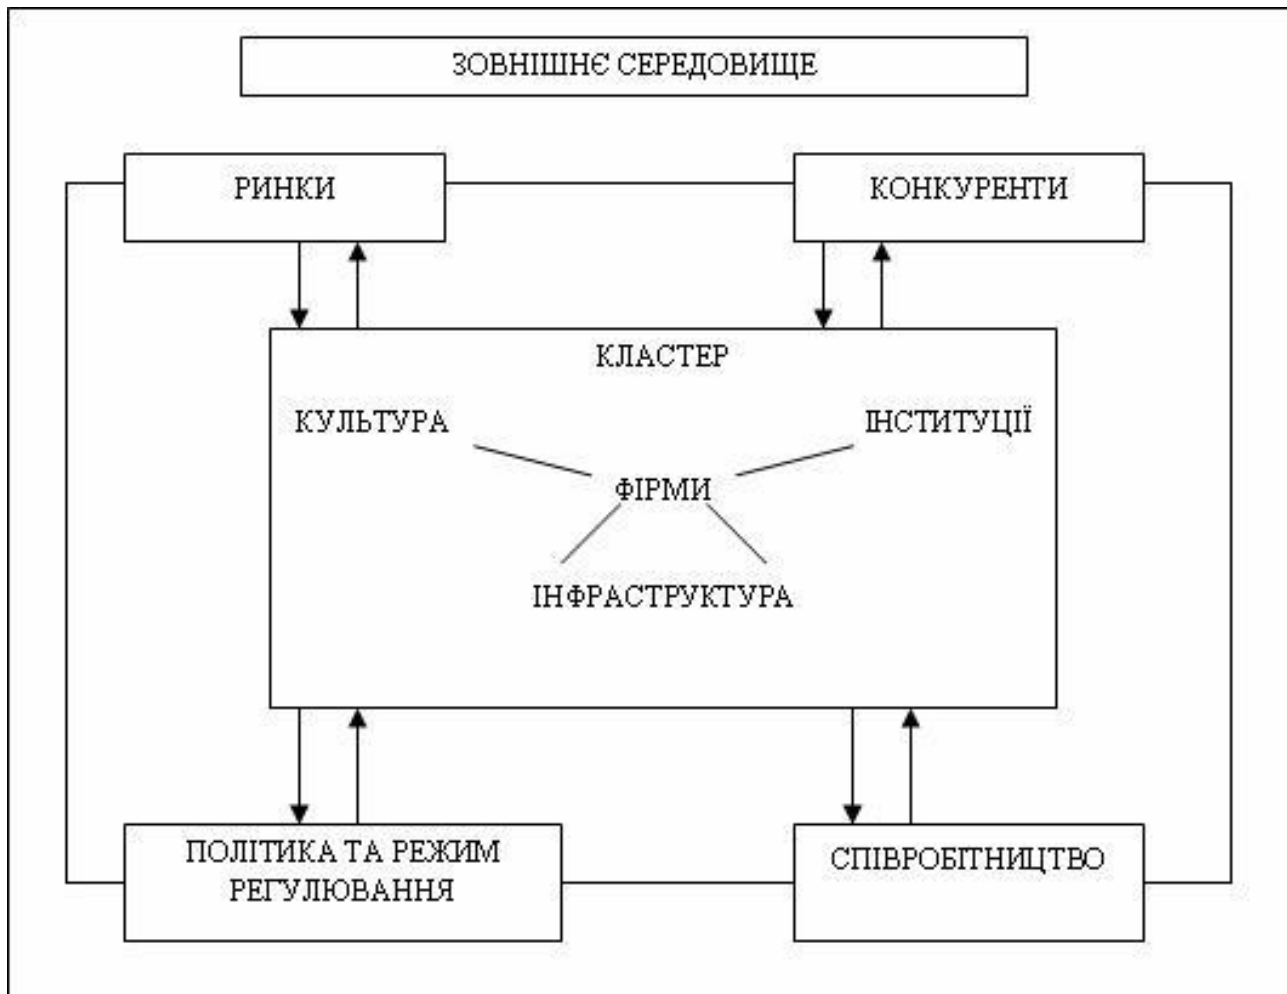 ЗОВНІШНЄ СЕРЕДОВИЩЕ
РИНКИ
КОНКУРЕНТИ
КЛАСТЕР
КУЛЬТУРА
ІНСТИТУЦІЇ
ФІРМИ
ІНФРАСТРУКТУРА
ПОЛІТИКА ТА РЕЖИМ
РЕГУЛЮВАННЯ
СПІВРОБІТНИЦТВО